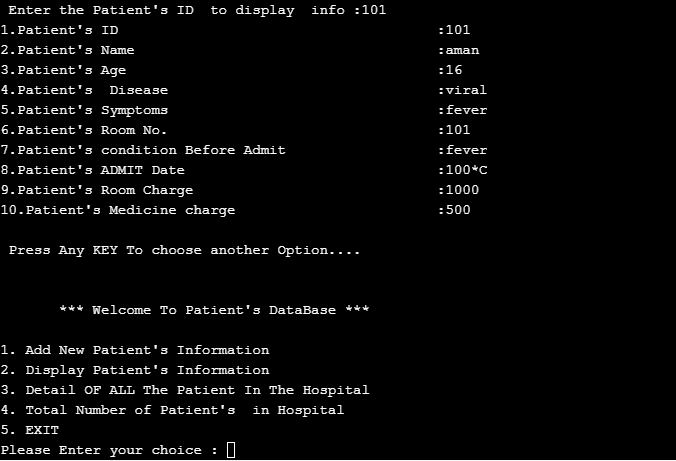 Enter the Patient's ID  to display  info :101
1.Patient's ID                                      :101
2.Patient's Name                                    :aman
3.Patient's Age                                     :16
4.Patient's  Disease                                :viral
5.Patient's Symptoms                                :fever
6.Patient's Room No.                                :101
7.Patient's condition Before Admit                  :fever
8.Patient's ADMIT Date                              :100*C
9.Patient's Room Charge                             :1000
10.Patient's Medicine charge                        :500
Press Any KEY To choose another Option....
*** Welcome To Patient's DataBase ***
1. Add New Patient's Information
2. Display Patient's Information
3. Detail OF ALL The Patient In The Hospital
4. Total Number of Patient's  in Hospital
5. EXIT
Please Enter your choice :